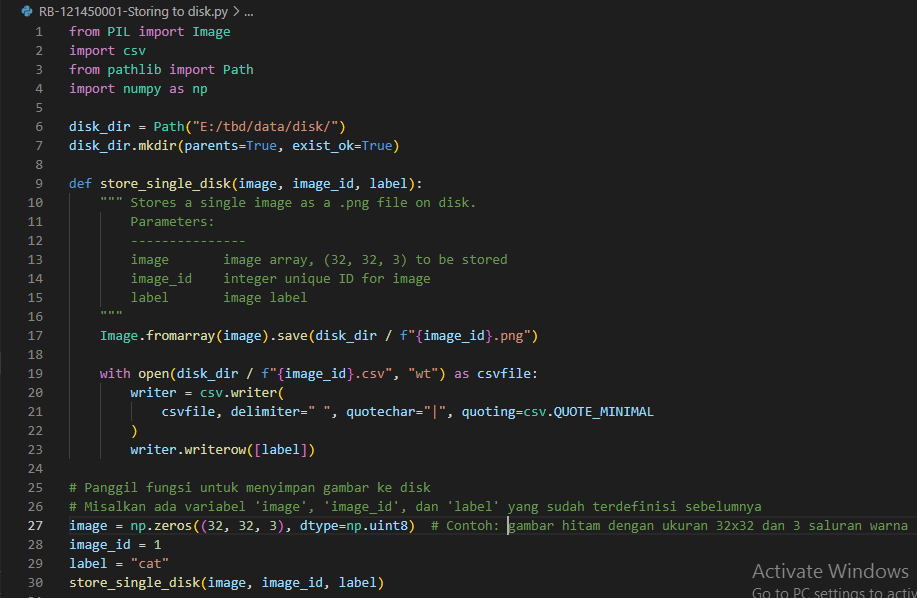 RB-121450001-Storing to disk.py > ...
1 from PIL import Image
2 import csv
3 from pathlib import Path
4 import numpy as np
5
6 disk_dir = Path("E:/tbd/data/disk/")
7 disk_dir.mkdir(parents=True, exist_ok=True)
8
9 def store_single_disk(image, image_id, label):
10     """ Stores a single image as a .png file on disk.
11         Parameters:
12         ---------------
13         image       image array, (32, 32, 3) to be stored
14         image_id    integer unique ID for image
15         label       image label
16     """
17     Image.fromarray(image).save(disk_dir / f"{image_id}.png")
18
19     with open(disk_dir / f"{image_id}.csv", "wt") as csvfile:
20         writer = csv.writer(
21             csvfile, delimiter=" ", quotechar="|", quoting=csv.QUOTE_MINIMAL
22         )
23         writer.writerow([label])
24
25 # Panggil fungsi untuk menyimpan gambar ke disk
26 # Misalkan ada variabel 'image', 'image_id', dan 'label' yang sudah terdefinisi sebelumnya
27 image = np.zeros((32, 32, 3), dtype=np.uint8)  # Contoh: gambar hitam dengan ukuran 32x32 dan 3 saluran warna
28 image_id = 1
29 label = "cat"
30 store_single_disk(image, image_id, label)
Activate Windows
Go to PC settings to